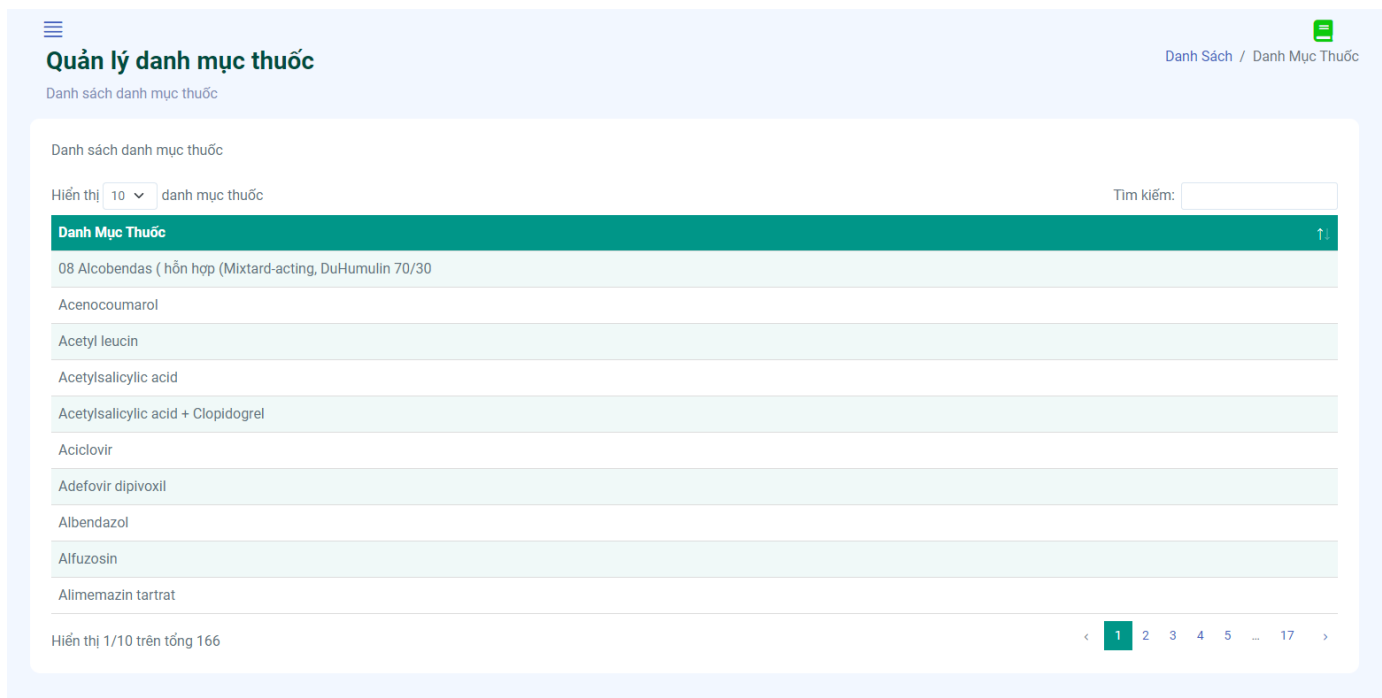 Quản lý danh mục thuốc
Danh Sách / Danh Mục Thuốc
Danh sách danh mục thuốc
Danh sách danh mục thuốc
Hiển thị 10 danh mục thuốc
Tìm kiếm:
Danh Mục Thuốc
08 Alcobendas ( hỗn hợp (Mixtard-acting, DuHumulin 70/30
Acenocoumarol
Acetyl leucin
Acetylsalicylic acid
Acetylsalicylic acid + Clopidogrel
Aciclovir
Adefovir dipivoxil
Albendazol
Alfuzosin
Alimemazin tartrat
Hiển thị 1/10 trên tổng 166
‹ 1 2 3 4 5 … 17 ›